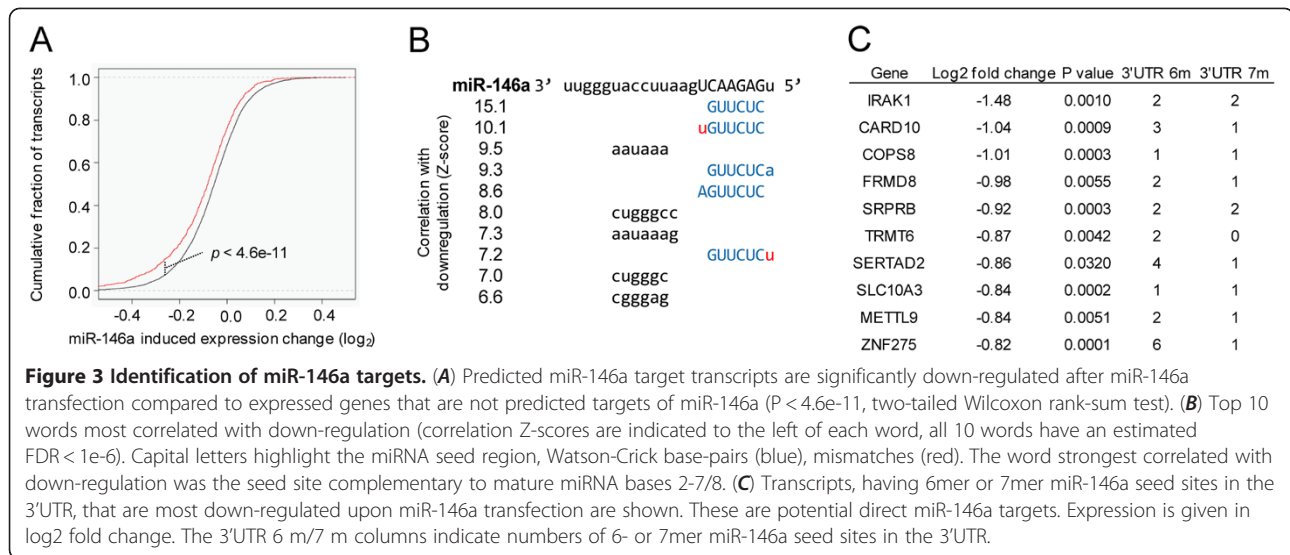 A
Cumulative fraction of transcripts
1.0
0.8
0.6
0.4
0.2
0.0
p < 4.6e-11
-0.4 -0.2 0.0 0.2 0.4
miR-146a induced expression change (log2)
B
miR-146a 3’ uugggguaccuuaagUCAAGAGu 5’
Correlation with downregulation (Z-score)
15.1 GUUCUC
10.1 uGUUCUC
9.5 aauaaa
9.3 GUUCUCa
8.6 AGUUCUC
8.0 cugggcc
7.3 aauaaag
7.2 GUUCUCu
7.0 cugggc
6.6 cgggag
C
Gene Log2 fold change P value 3'UTR 6m 3'UTR 7m
IRAK1 -1.48 0.0010 2 2
CARD10 -1.04 0.0009 3 1
COPS8 -1.01 0.0003 1 1
FRMD8 -0.98 0.0055 2 1
SRPRB -0.92 0.0003 2 2
TRMT6 -0.87 0.0042 2 0
SERTAD2 -0.86 0.0320 4 1
SLC10A3 -0.84 0.0002 1 1
METTL9 -0.84 0.0051 2 1
ZNF275 -0.82 0.0001 6 1
Figure 3 Identification of miR-146a targets. (A) Predicted miR-146a target transcripts are significantly down-regulated after miR-146a
transfection compared to expressed genes that are not predicted targets of miR-146a (P < 4.6e-11, two-tailed Wilcoxon rank-sum test). (B) Top 10
words most correlated with down-regulation (correlation Z-scores are indicated to the left of each word, all 10 words have an estimated
FDR < 1e-6). Capital letters highlight the miRNA seed region, Watson-Crick base-pairs (blue), mismatches (red). The word strongest correlated with
down-regulation was the seed site complementary to mature miRNA bases 2-7/8. (C) Transcripts, having 6mer or 7mer miR-146a seed sites in the
3’UTR, that are most down-regulated upon miR-146a transfection are shown. These are potential direct miR-146a targets. Expression is given in
log2 fold change. The 3’UTR 6 m/7 m columns indicate numbers of 6- or 7mer miR-146a seed sites in the 3’UTR.